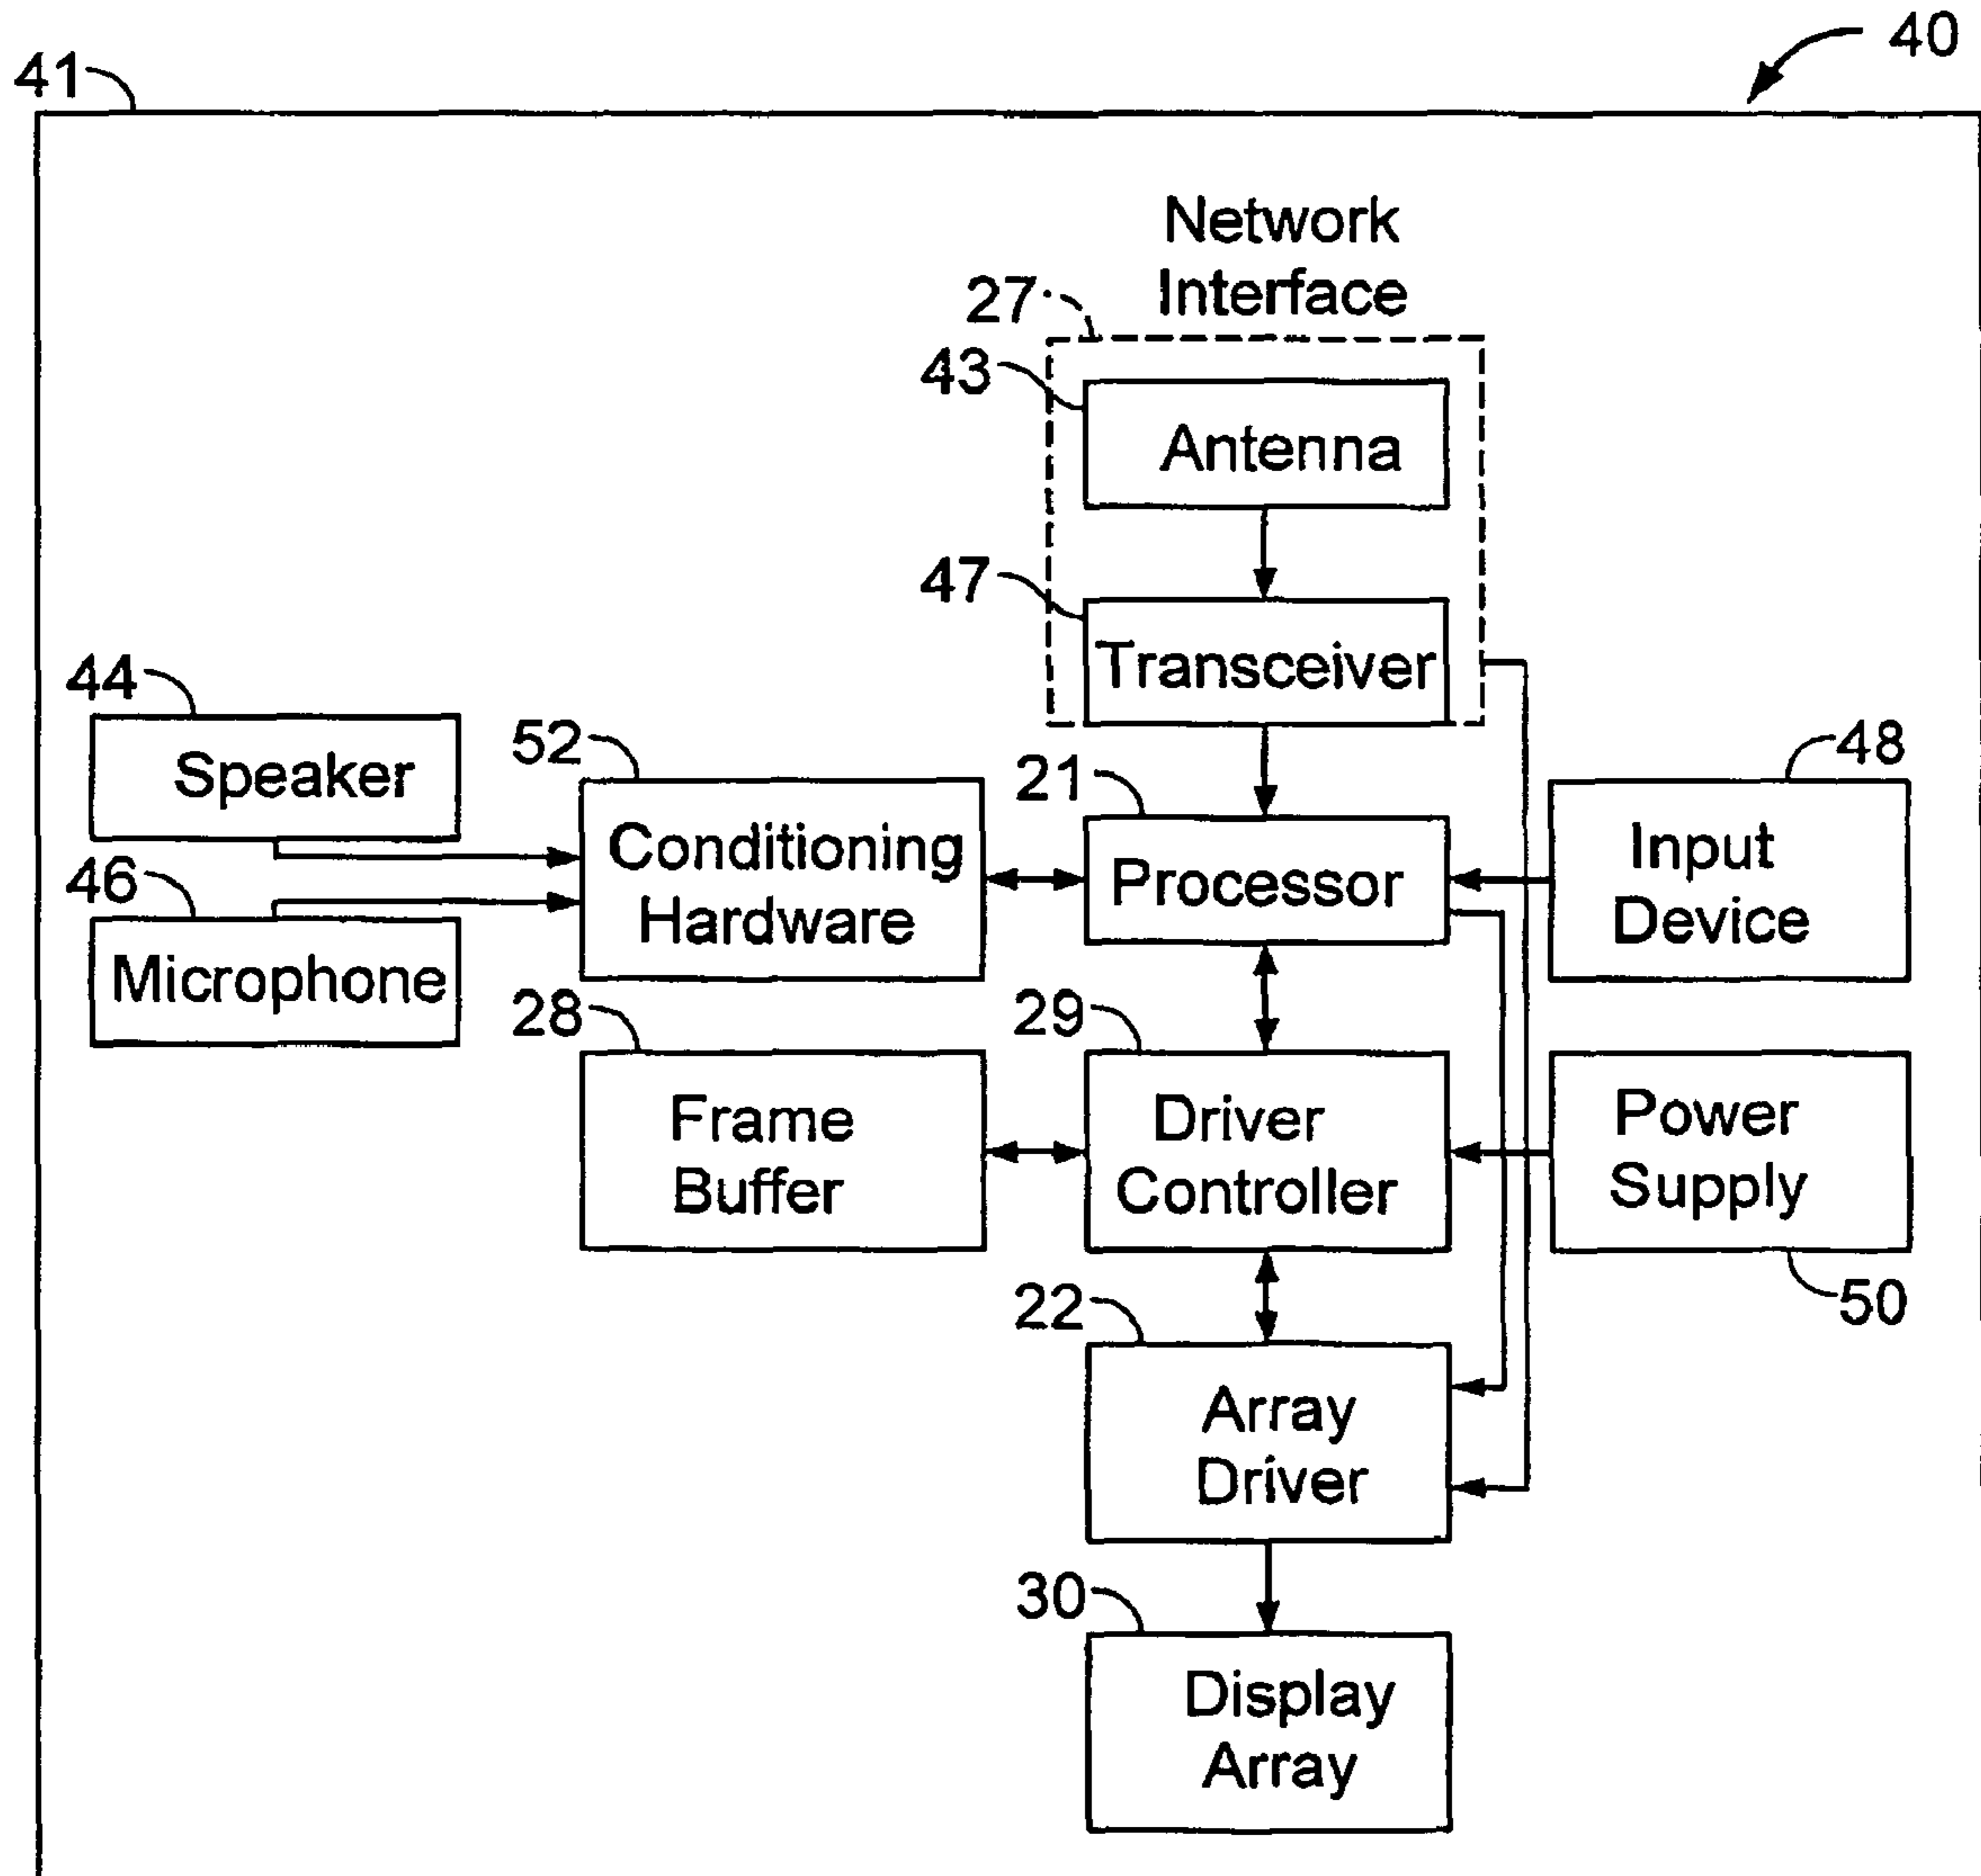 40
41
Network
Interface
27
43
Antenna
47
Transceiver
44
Speaker
52
Conditioning
Hardware
21
Processor
48
Input
Device
46
Microphone
28
Frame
Buffer
29
Driver
Controller
Power
Supply
50
22
Array
Driver
30
Display
Array